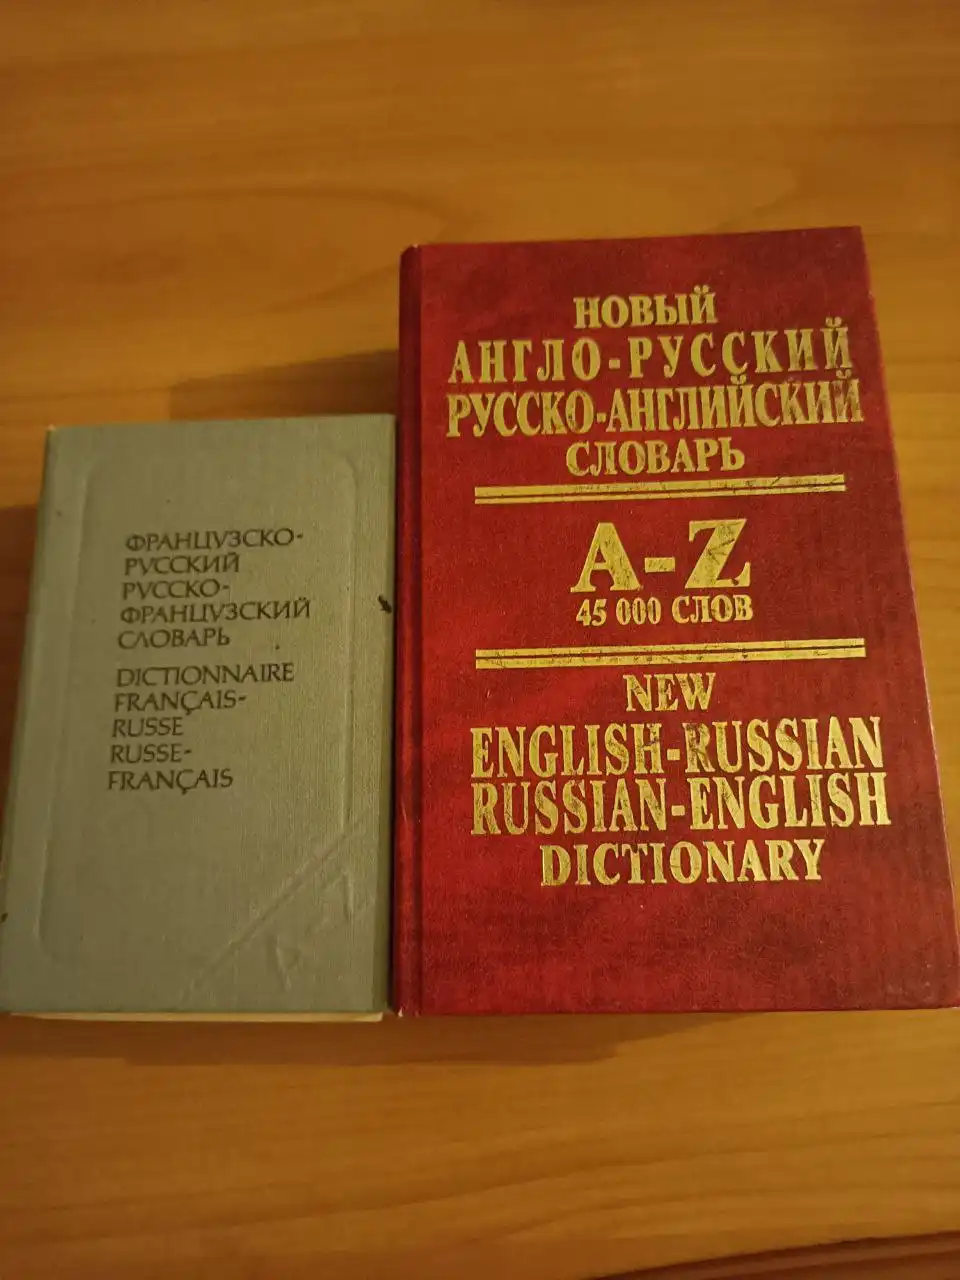 ФРАНЦУЗСКО-
РУССКИЙ
РУССКО-
ФРАНЦУЗСКИЙ
СЛОВАРЬ
DICTIONNAIRE
FRANÇAIS-
RUSSE
RUSSE-
FRANÇAIS
НОВЫЙ
АНГЛО-РУССКИЙ
РУССКО-АНГЛИЙСКИЙ
СЛОВАРЬ
A-Z
45 000 СЛОВ
NEW
ENGLISH-RUSSIAN
RUSSIAN-ENGLISH
DICTIONARY